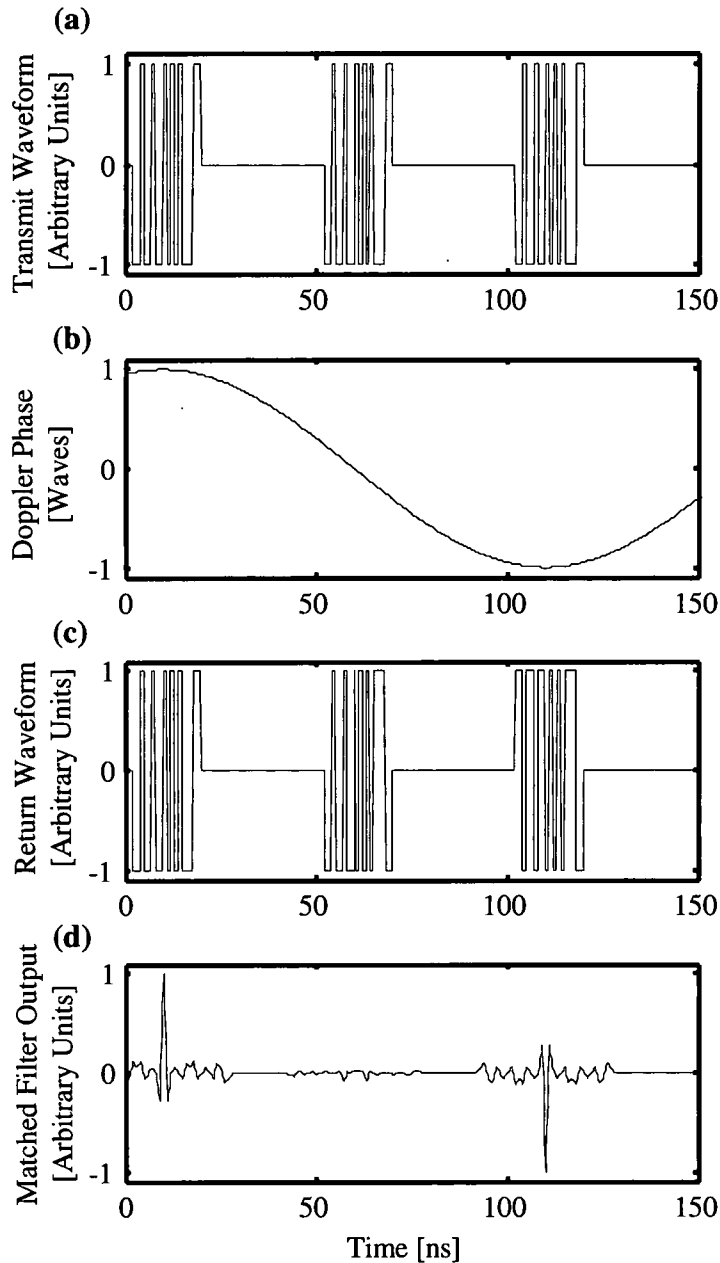 (a)
Transmit Waveform
[Arbitrary Units]
1
0
-1
0 50 100 150
(b)
Doppler Phase
[Waves]
1
0
-1
0 50 100 150
(c)
Return Waveform
[Arbitrary Units]
1
0
-1
0 50 100 150
(d)
Matched Filter Output
[Arbitrary Units]
1
0
-1
0 50 100 150
Time [ns]